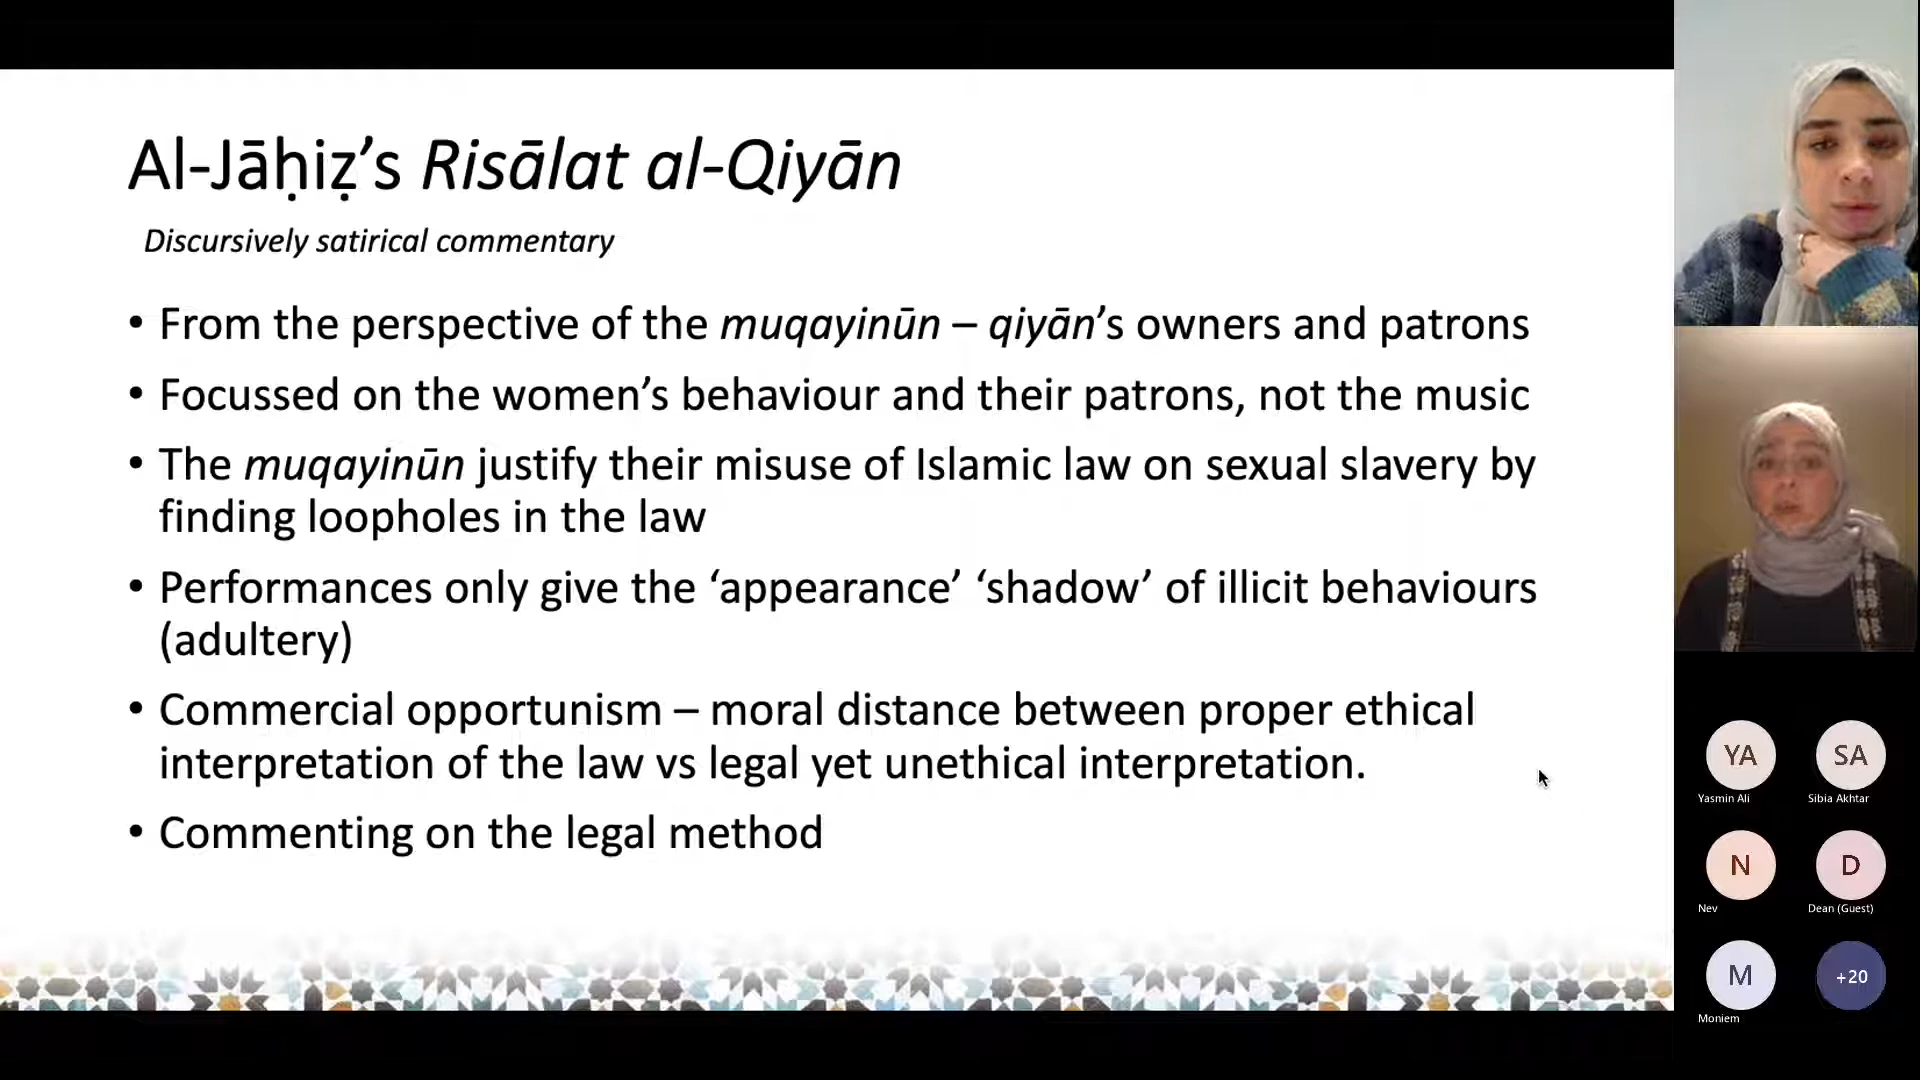 Al-Jāḥiẓ’s Risālat al-Qiyān
Discursively satirical commentary
• From the perspective of the muqayinūn – qiyān’s owners and patrons
• Focussed on the women’s behaviour and their patrons, not the music
• The muqayinūn justify their misuse of Islamic law on sexual slavery by
finding loopholes in the law
• Performances only give the ‘appearance’ ‘shadow’ of illicit behaviours
(adultery)
• Commercial opportunism – moral distance between proper ethical
interpretation of the law vs legal yet unethical interpretation.
• Commenting on the legal method
YA
SA
Yasmin Ali
Sibia Akhtar
N
D
Nev
Dean (Guest)
M
+20
Moniem